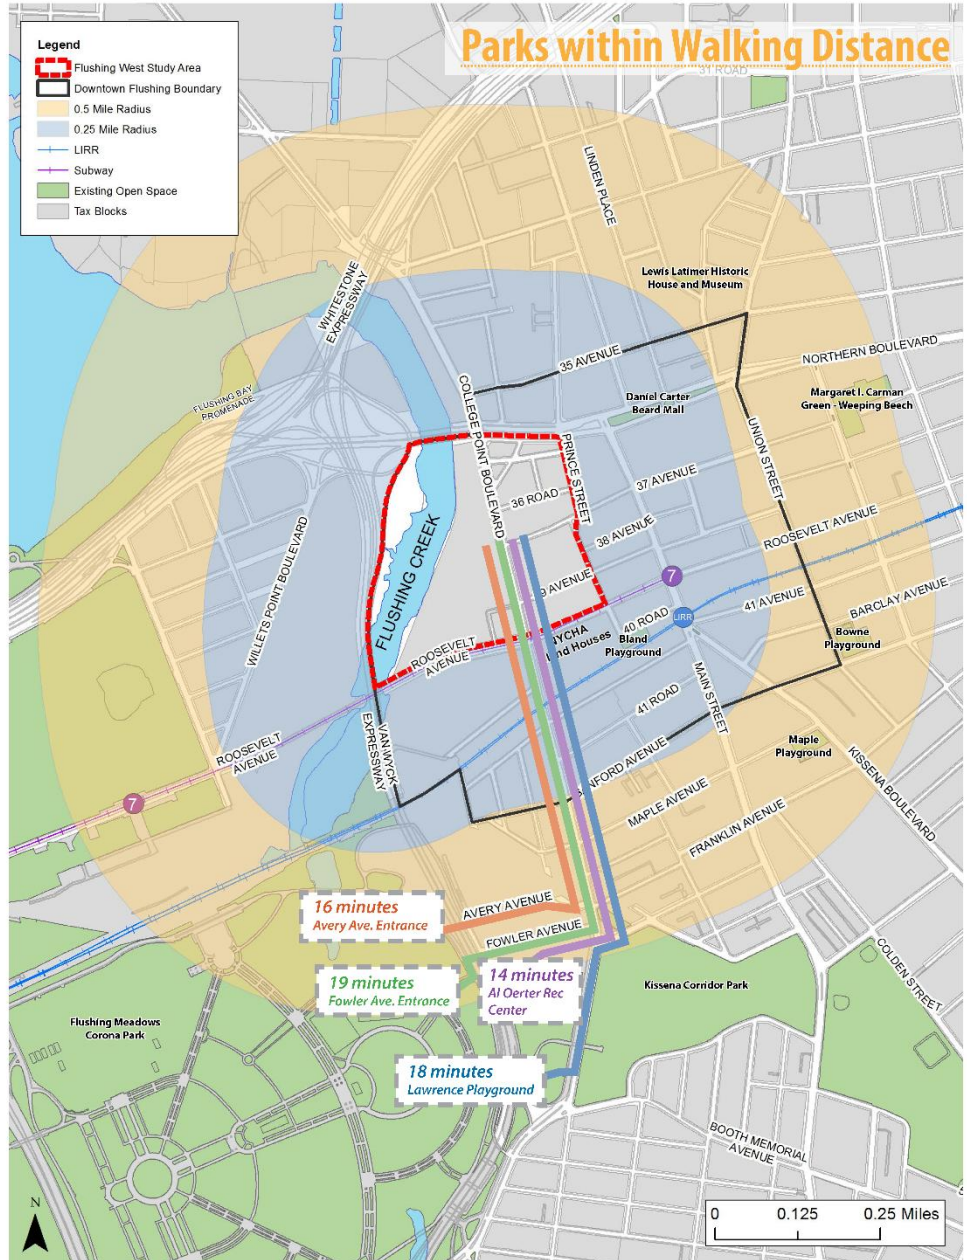 Parks within Walking Distance
Legend
Flushing West Study Area
Downtown Flushing Boundary
0.5 Mile Radius
0.25 Mile Radius
LIRR
Subway
Existing Open Space
Tax Blocks
31 ROAD
LINDEN PLACE
WHITESTONE
EXPRESSWAY
Lewis Latimer Historic
House and Museum
35 AVENUE
NORTHERN BOULEVARD
FLUSHING BAY
PROMENADE
COLLEGE POINT BOULEVARD
Daniel Carter
Beard Mall
Margaret I. Carman
Green - Weeping Beech
UNION STREET
PRINCE STREET
36 ROAD
37 AVENUE
38 AVENUE
ROOSEVELT AVENUE
WILLETS POINT BOULEVARD
FLUSHING CREEK
9 AVENUE
7
40 ROAD
LIRR
41 AVENUE
BARCLAY AVENUE
NYCHA
Houses
Bland
Playground
Bowne
Playground
ROOSEVELT
AVENUE
41 ROAD
MAIN STREET
VAN WYCK
EXPRESSWAY
ROOSEVELT
AVENUE
7
Maple
Playground
KISSENA BOULEVARD
MAPLE AVENUE
FRANKLIN AVENUE
16 minutes
Avery Ave. Entrance
AVERY AVENUE
FOWLER AVENUE
COLDEN STREET
19 minutes
Fowler Ave. Entrance
14 minutes
Al Oerter Rec
Center
Kissena Corridor Park
Flushing Meadows
Corona Park
18 minutes
Lawrence Playground
BOOTH MEMORIAL
AVENUE
N
0 0.125 0.25 Miles